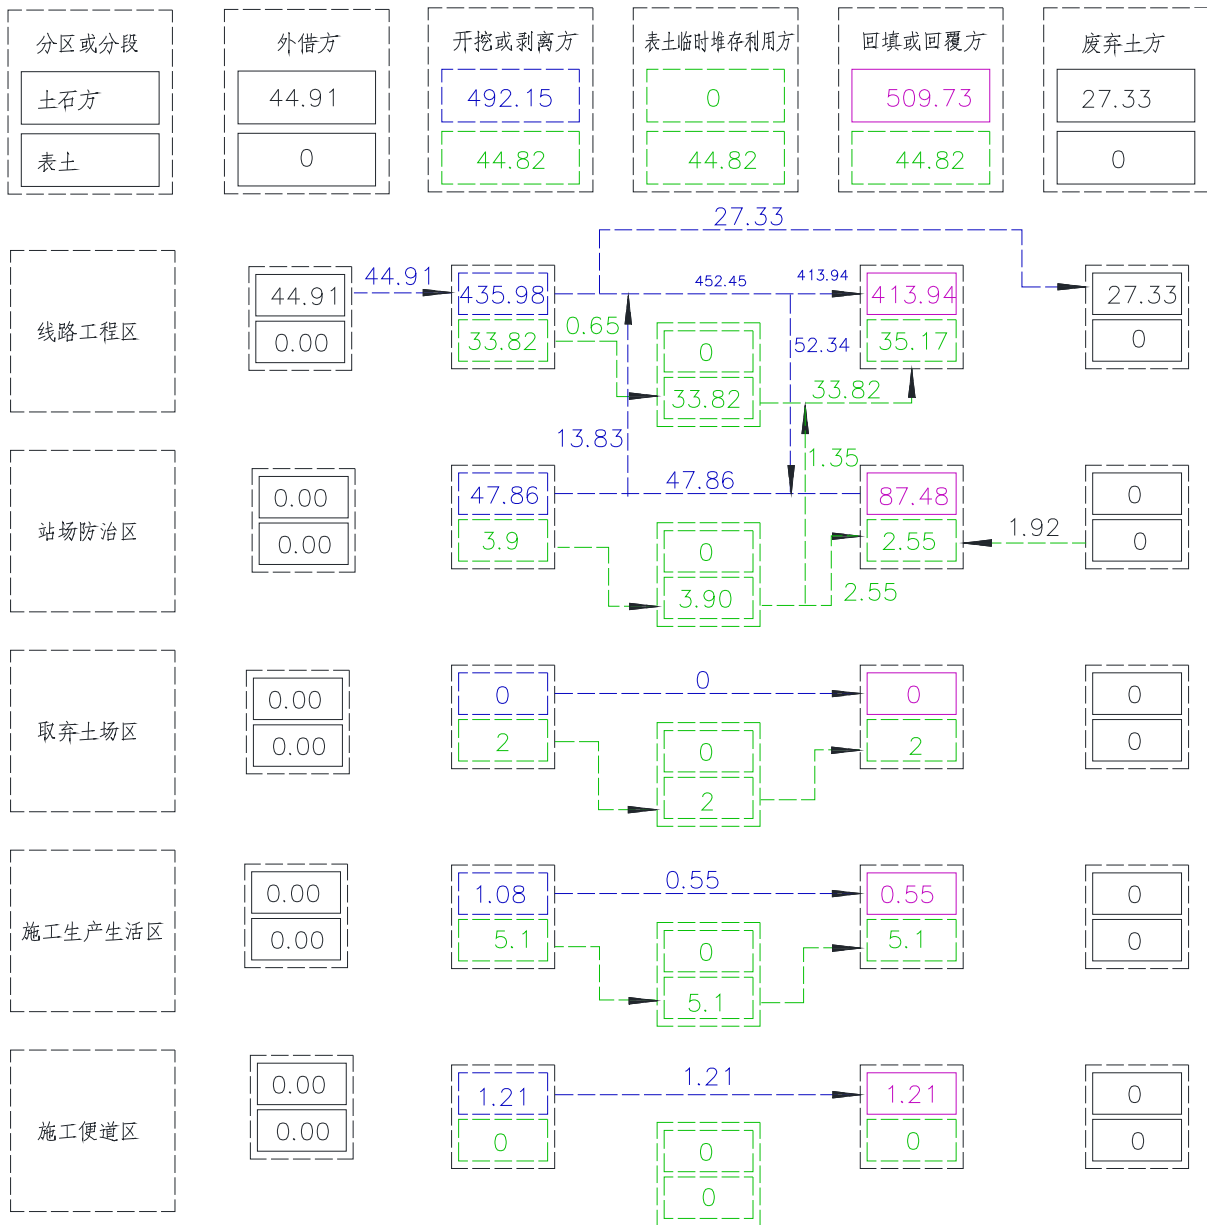 分区或分段 外借方 开挖或剥离方 表土临时堆存利用方 回填或回覆方 废弃土方
土石方 44.91 492.15 0 509.73 27.33
表土 0 44.82 44.82 44.82 0
27.33
44.91 452.45 413.94
44.91 435.98 413.94 27.33
线路工程区 0.00 33.82 0.65 0 52.34 35.17 0
33.82 33.82
13.83 1.35
47.86
0.00 47.86 87.48 0
站场防治区 0.00 3.9 0 2.55 1.92 0
3.90 2.55
0
0.00 0 0 0
取弃土场区 0.00 2 0 2 0
2
0.55
0.00 1.08 0.55 0
施工生产生活区 0.00 5.1 0 5.1 0
5.1
1.21
0.00 1.21 1.21 0
施工便道区 0.00 0 0 0 0
0